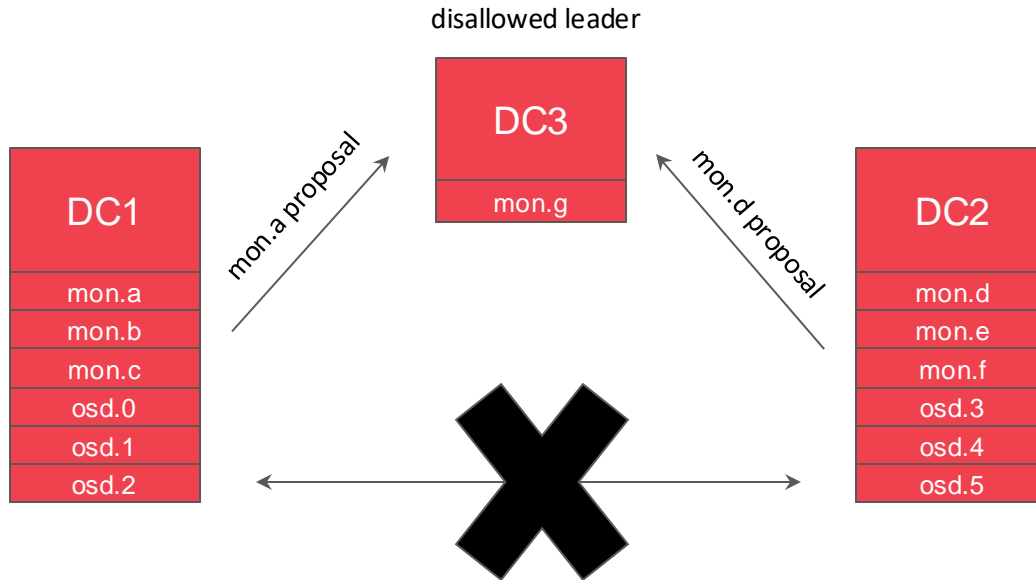 disallowed leader
DC3
mon.g
DC1
mon.a
mon.b
mon.c
osd.0
osd.1
osd.2
mon.a proposal
mon.d proposal
DC2
mon.d
mon.e
mon.f
osd.3
osd.4
osd.5